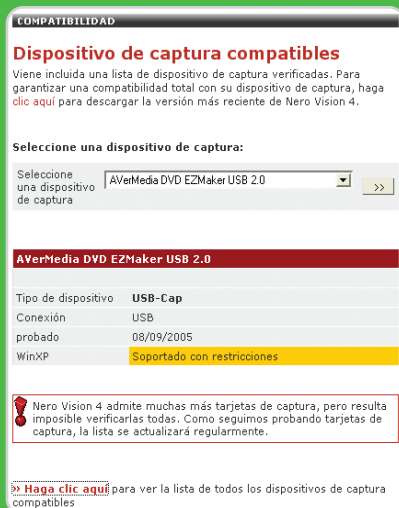 COMPATIBILIDAD
Dispositivo de captura compatibles
Viene incluida una lista de dispositivo de captura verificadas. Para
garantizar una compatibilidad total con su dispositivo de captura, haga
clic aquí para descargar la versión más reciente de Nero Vision 4.
Seleccione una dispositivo de captura:
Seleccione
una dispositivo
de captura
AVerMedia DVD EZMaker USB 2.0
>>
AVerMedia DVD EZMaker USB 2.0
Tipo de dispositivo USB-Cap
Conexión USB
probado 08/09/2005
WinXP Soportado con restricciones
Nero Vision 4 admite muchas más tarjetas de captura, pero resulta
imposible verificarlas todas. Como seguimos probando tarjetas de
captura, la lista se actualizará regularmente.
» Haga clic aquí para ver la lista de todos los dispositivos de captura
compatibles